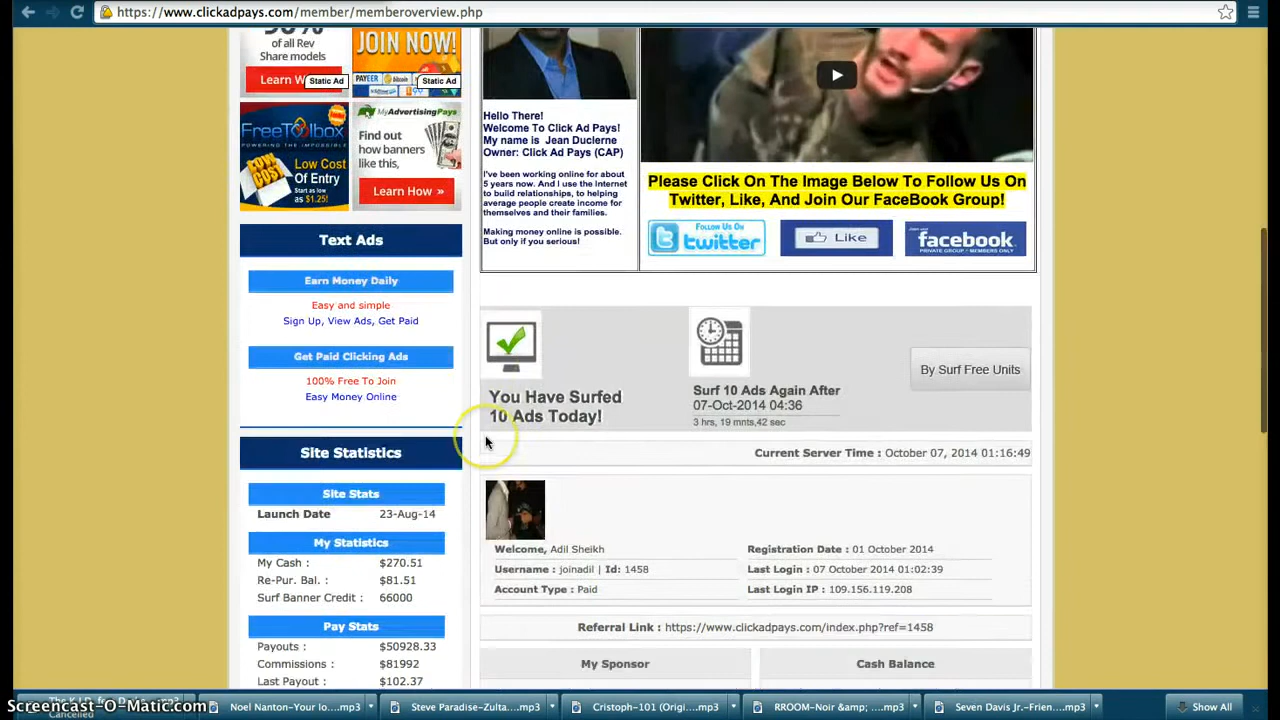 https://www.clickadpays.com/member/memberoverview.php
of all Rev
Share models
Static Ad
JOIN NOW!
PAYEER
bitcoin
Static Ad
FreeToolbox
POWERING THE IMPOSSIBLE
LOW COST
Low Cost
Of Entry
Start as low
as $1.25!
MyAdvertisingPays
Find out
how banners
like this,
Learn How »
Hello There!
Welcome To Click Ad Pays!
My name is Jean Duclerne
Owner: Click Ad Pays (CAP)
I've been working online for about
5 years now. And I use the Internet
to build relationships, to helping
average people create income for
themselves and their families.
Making money online is possible.
But only if you serious!
Please Click On The Image Below To Follow Us On
Twitter, Like, And Join Our FaceBook Group!
FOLLOW US ON
twitter
Like
facebook
PRIVATE GROUP - MEMBERS ONLY
Text Ads
Earn Money Daily
Easy and simple
Sign Up, View Ads, Get Paid
Get Paid Clicking Ads
100% Free To Join
Easy Money Online
You Have Surfed
10 Ads Today!
Surf 10 Ads Again After
07-Oct-2014 04:36
3 hrs, 19 mnts,42 sec
By Surf Free Units
Current Server Time : October 07, 2014 01:16:49
Site Statistics
Site Stats
Launch Date 23-Aug-14
My Statistics
My Cash : $270.51
Re-Pur. Bal. : $81.51
Surf Banner Credit : 66000
Pay Stats
Payouts : $50928.33
Commissions : $81992
Last Payout : $102.37
Welcome, Adil Sheikh
Username : joinadil | Id: 1458
Account Type : Paid
Registration Date : 01 October 2014
Last Login : 07 October 2014 01:02:39
Last Login IP : 109.156.119.208
Referral Link : https://www.clickadpays.com/index.php?ref=1458
My Sponsor
Cash Balance
Cancelled
Noel Nanton-Your lo....mp3
Steve Paradise-Zulta....mp3
Cristoph-101 (Origi....mp3
RROOM-Noir &amp; ....mp3
Seven Davis Jr.-Frien....mp3
Show All
Screencast-O-Matic.com